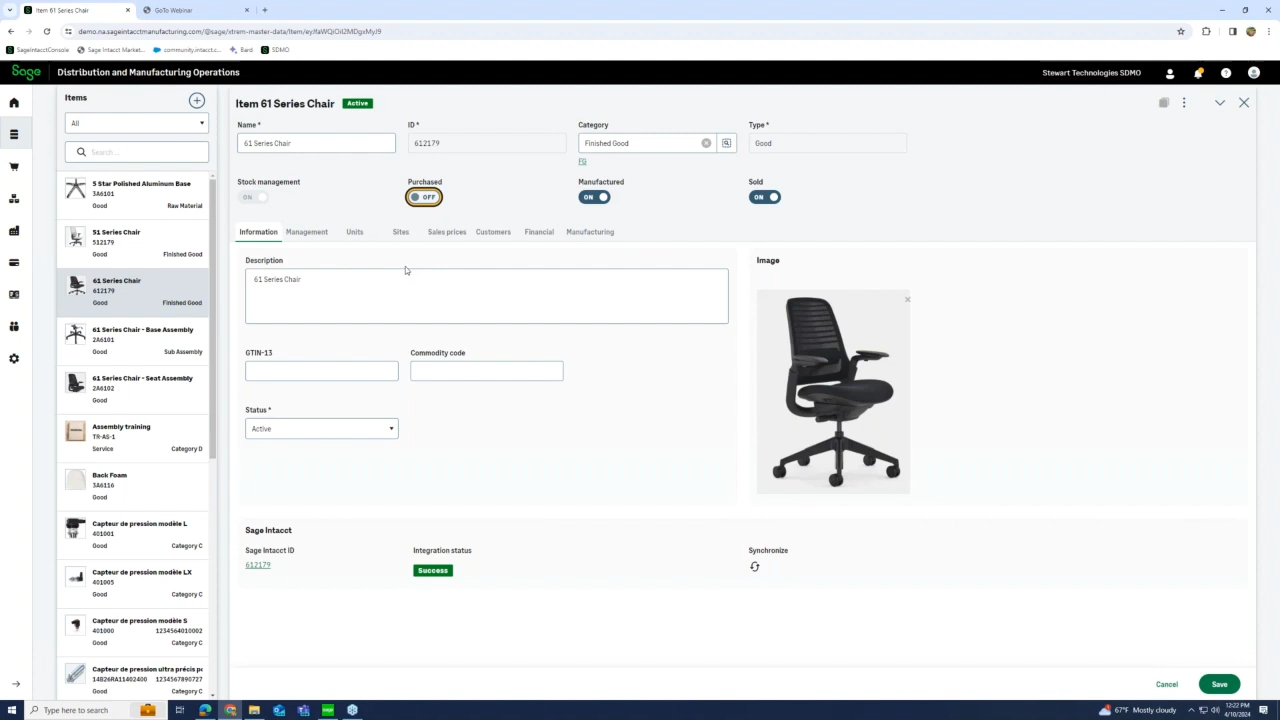 Item 61 Series Chair
GoTo Webinar
demo.na.sageintacctmanufacturing.com/@sage/xtrem-master-data/Item/eyJfaWQiOiI2MDgxMyJ9
SageIntacctConsole
Sage Intacct Market...
community.intacct.c...
Bard
SDMO
Sage
Distribution and Manufacturing Operations
Stewart Technologies SDMO
Items
All
Search ...
5 Star Polished Aluminum Base
3A6101
Good Raw Material
51 Series Chair
512179
Good Finished Good
61 Series Chair
612179
Good Finished Good
61 Series Chair - Base Assembly
2A6101
Good Sub Assembly
61 Series Chair - Seat Assembly
2A6102
Good
Assembly training
TR-AS-1
Service Category D
Back Foam
3A6116
Good
Capteur de pression modèle L
401001
Good Category C
Capteur de pression modèle LX
401005
Good Category C
Capteur de pression modèle S
401000 1234564010002
Good Category C
Capteur de pression ultra précis po
14826RA11402400 1234567890727
Good Category C
Item 61 Series Chair Active
Name * ID * Category Type *
61 Series Chair 612179 Finished Good Good
FG
Stock management Purchased Manufactured Sold
ON OFF ON ON
Information Management Units Sites Sales prices Customers Financial Manufacturing
Description
61 Series Chair
Image
GTIN-13 Commodity code
Status *
Active
Sage Intacct
Sage Intacct ID Integration status Synchronize
612179
Success
Cancel Save
Type here to search
67°F Mostly cloudy
12:22 PM
4/10/2024